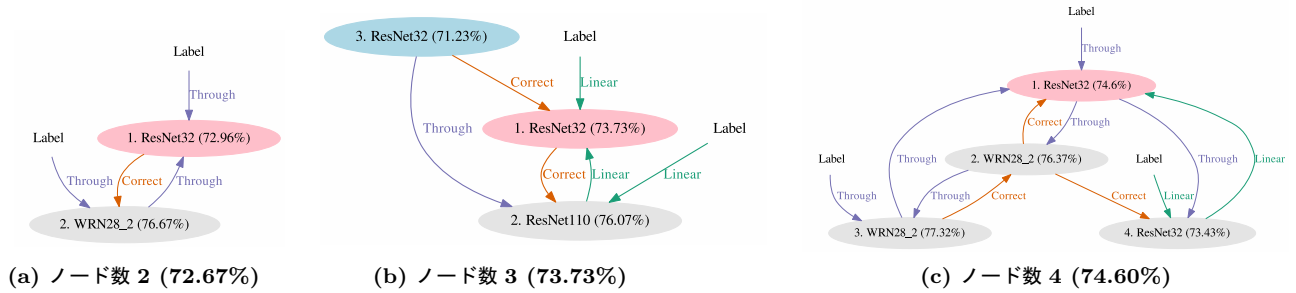 Label
Through
Label
1. ResNet32 (72.96%)
Through
Correct
Through
2. WRN28_2 (76.67%)
(a) ノード数 2 (72.67%)
3. ResNet32 (71.23%)
Label
Correct
Linear
Through
1. ResNet32 (73.73%)
Label
Correct
Linear
Linear
2. ResNet110 (76.07%)
(b) ノード数 3 (73.73%)
Label
Through
1. ResNet32 (74.6%)
Correct
Through
Label
Through
2. WRN28_2 (76.37%)
Label
Through
Linear
Through
Through
Correct
Correct
Linear
3. WRN28_2 (77.32%)
4. ResNet32 (73.43%)
(c) ノード数 4 (74.60%)